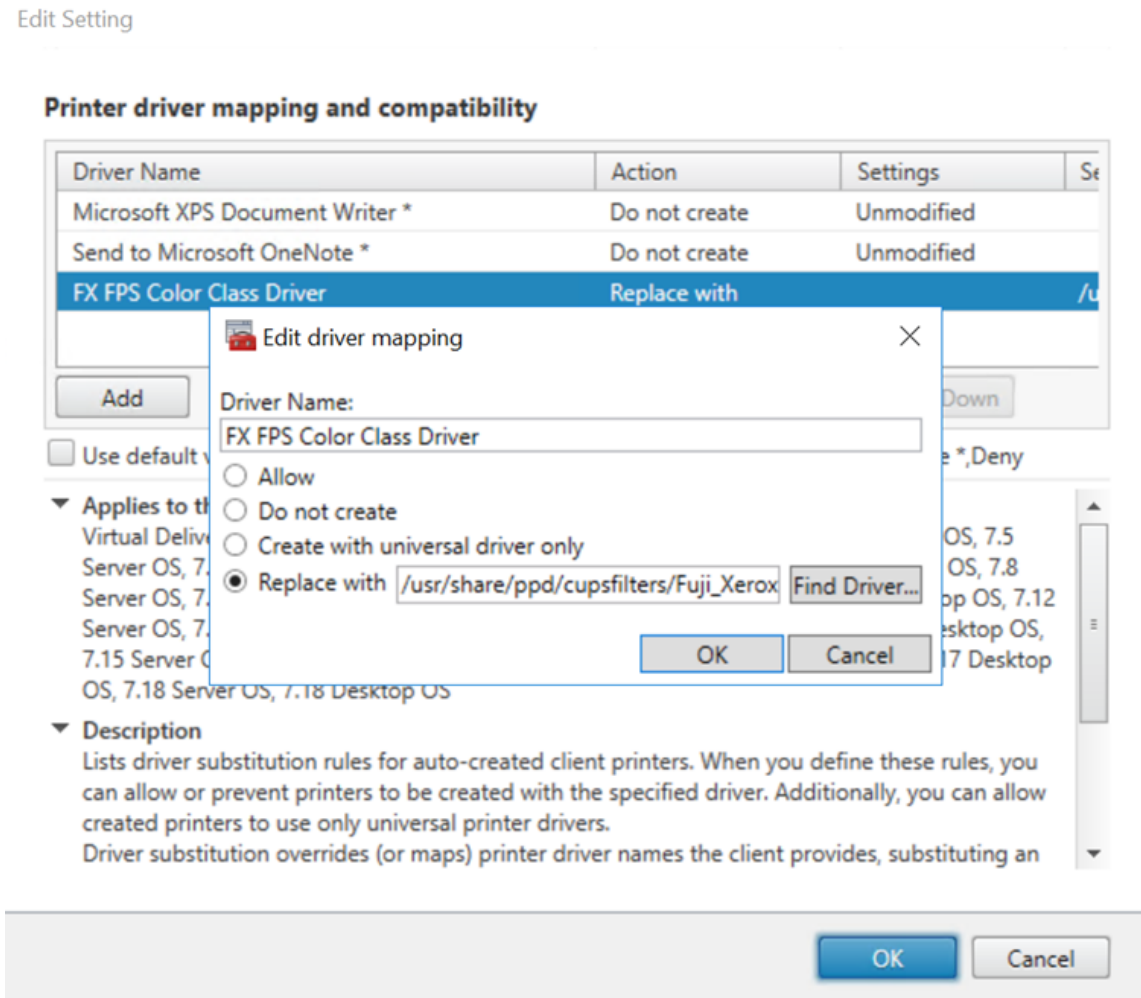 Edit Setting
Printer driver mapping and compatibility
Driver Name Action Settings
Microsoft XPS Document Writer * Do not create Unmodified
Send to Microsoft OneNote * Do not create Unmodified
FX FPS Color Class Driver Replace with /u
Edit driver mapping
Add Down
Driver Name:
FX FPS Color Class Driver
Use default *,Deny
Allow
Applies to
Do not create
Virtual OS, 7.5
Create with universal driver only
Server OS, 7. OS, 7.8
Replace with /usr/share/ppd/cupsfilters/Fuji_Xerox Find Driver...
Server OS, 7. OS, 7.12
Server OS, 7. OS,
OK Cancel
7.15 Server Desktop
OS, 7.18 Server OS, 7.18 Desktop OS
Description
Lists driver substitution rules for auto-created client printers. When you define these rules, you
can allow or prevent printers to be created with the specified driver. Additionally, you can allow
created printers to use only universal printer drivers.
Driver substitution overrides (or maps) printer driver names the client provides, substituting an
OK Cancel